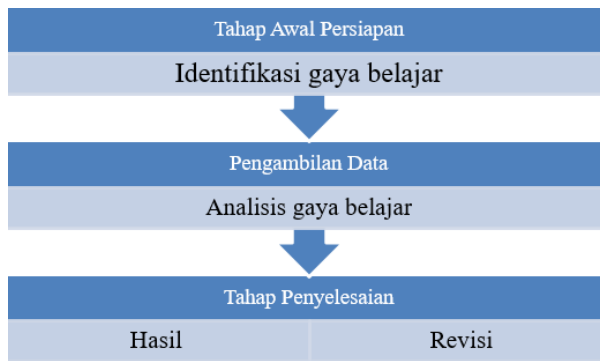 Tahap Awal Persiapan
Identifikasi gaya belajar
Pengambilan Data
Analisis gaya belajar
Tahap Penyelesaian
Hasil
Revisi